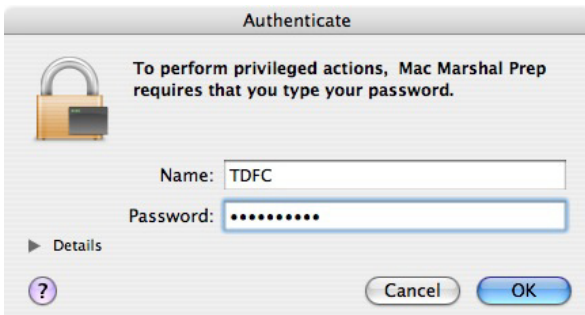 Authenticate
To perform privileged actions, Mac Marshal Prep
requires that you type your password.
Name: TDFC
Password: ••••••••••
Details
?
Cancel
OK